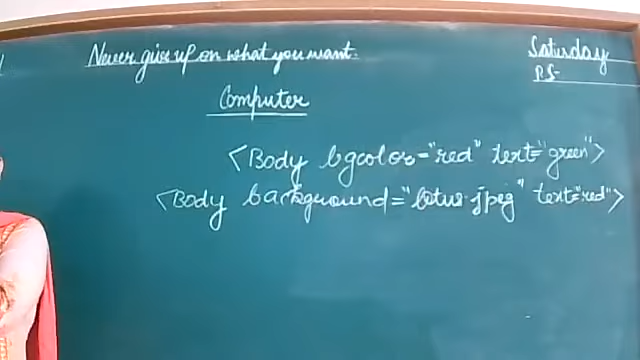 Never give up on what you want.
Saturday
P.S-
Computer
<Body bgcolor="red" text="green">
<Body background="lotus.jpeg" text="red">